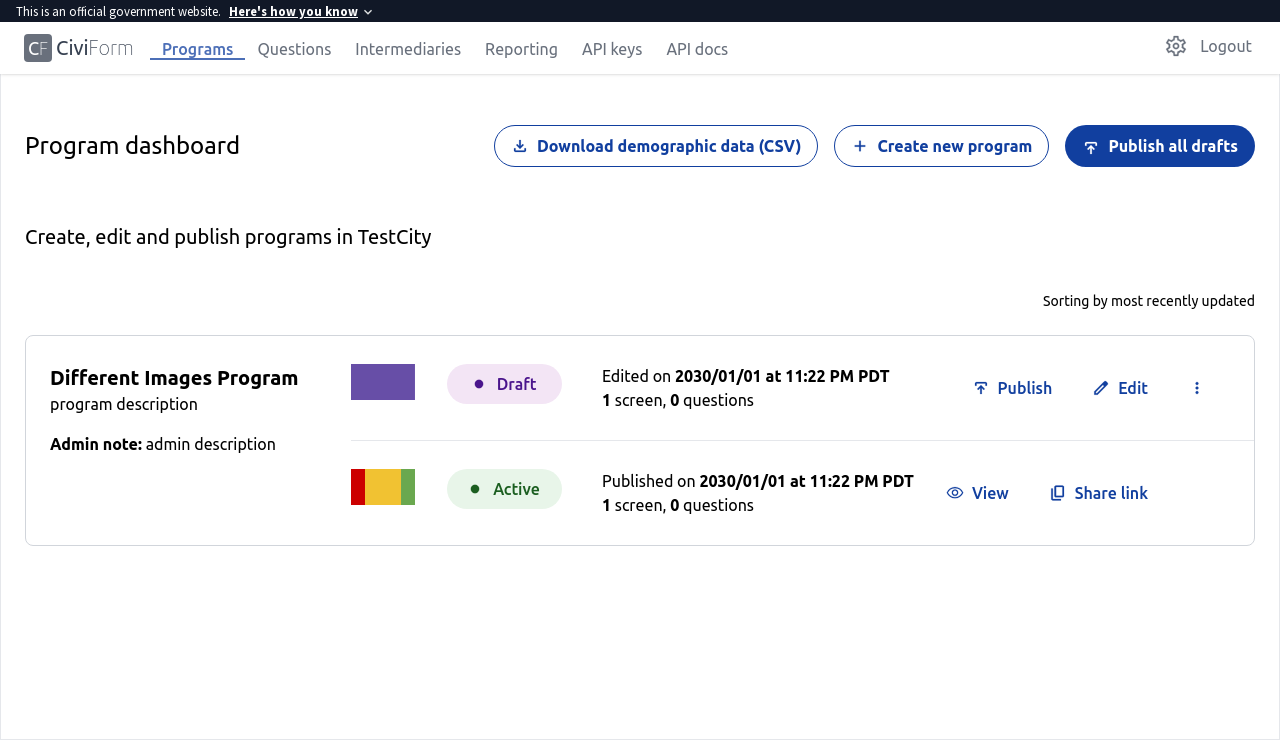 This is an official government website. Here's how you know
CF CiviForm Programs Questions Intermediaries Reporting API keys API docs Logout
Program dashboard Download demographic data (CSV) Create new program Publish all drafts
Create, edit and publish programs in TestCity
Sorting by most recently updated
Different Images Program
program description
Admin note: admin description
Draft
Edited on 2030/01/01 at 11:22 PM PDT
1 screen, 0 questions
Publish Edit
Active
Published on 2030/01/01 at 11:22 PM PDT
1 screen, 0 questions
View Share link